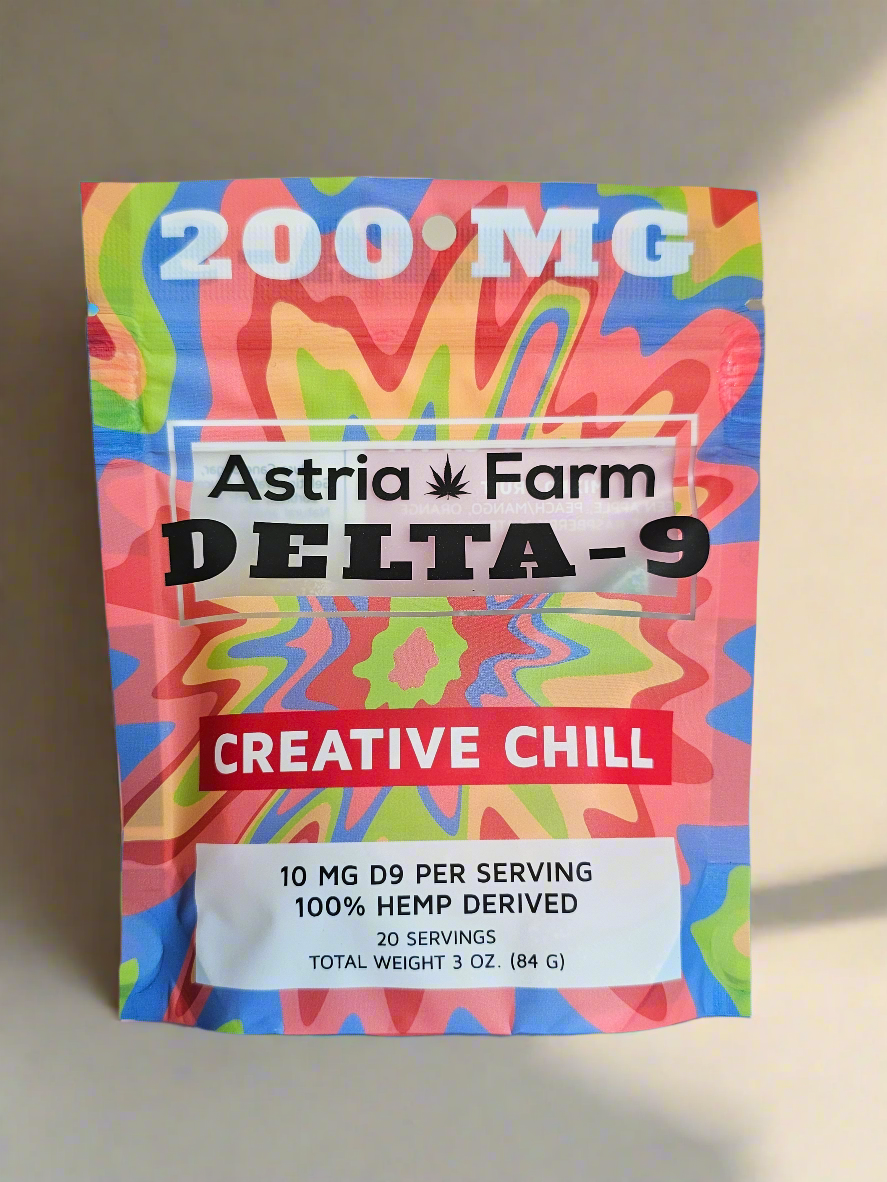 200 MG
Astria Farm
DELTA-9
CREATIVE CHILL
10 MG D9 PER SERVING
100% HEMP DERIVED
20 SERVINGS
TOTAL WEIGHT 3 OZ. (84 G)